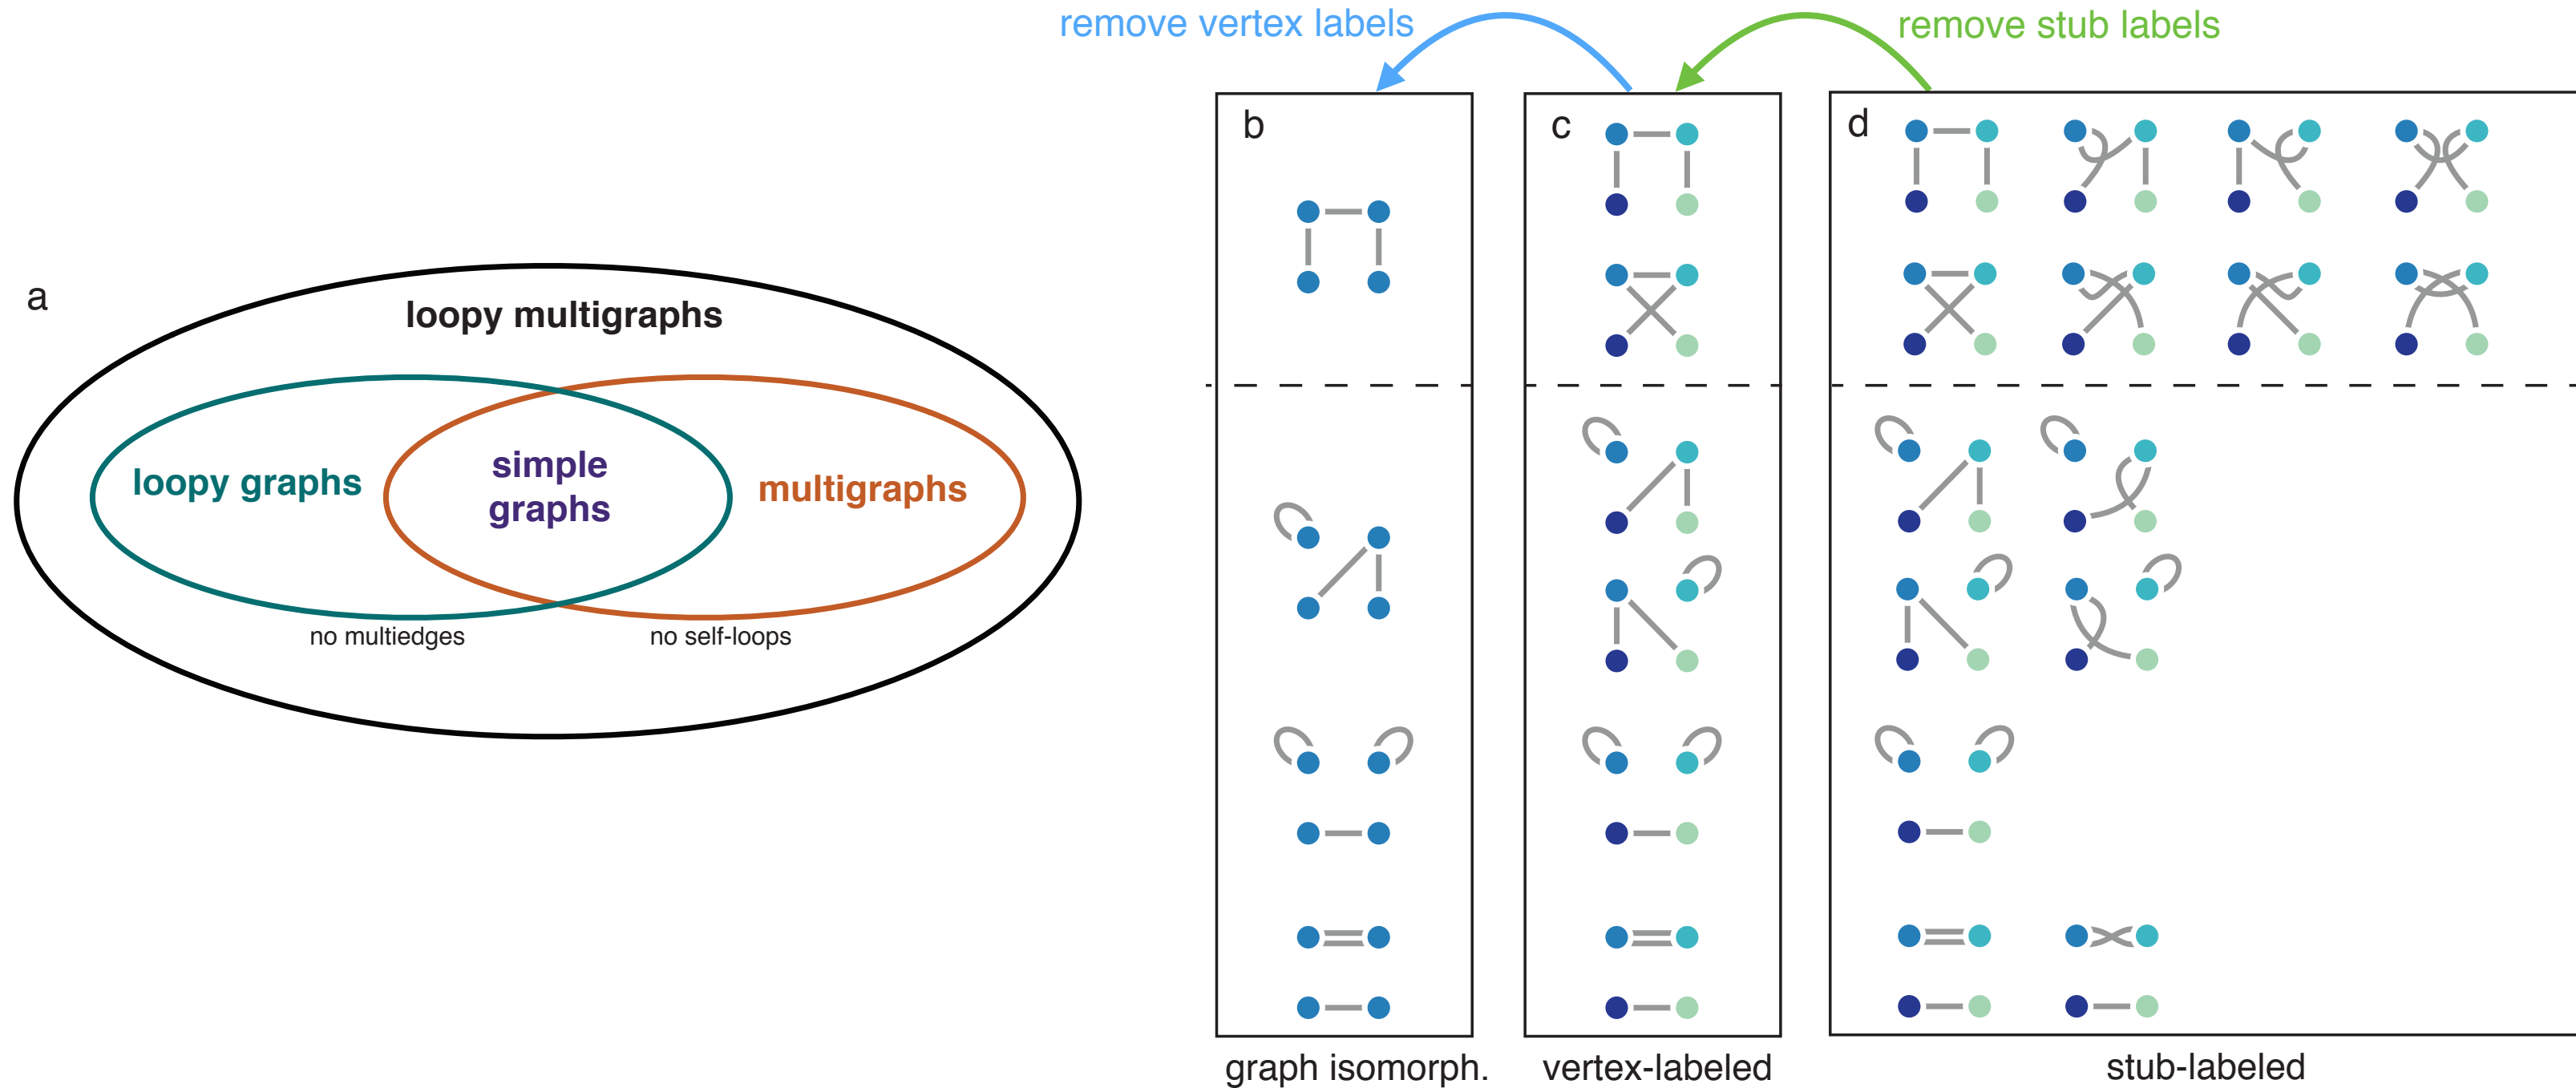 remove vertex labels
remove stub labels
a
loopy multigraphs
loopy graphs
simple
graphs
multigraphs
no multiedges
no self-loops
b
c
d
graph isomorph.
vertex-labeled
stub-labeled